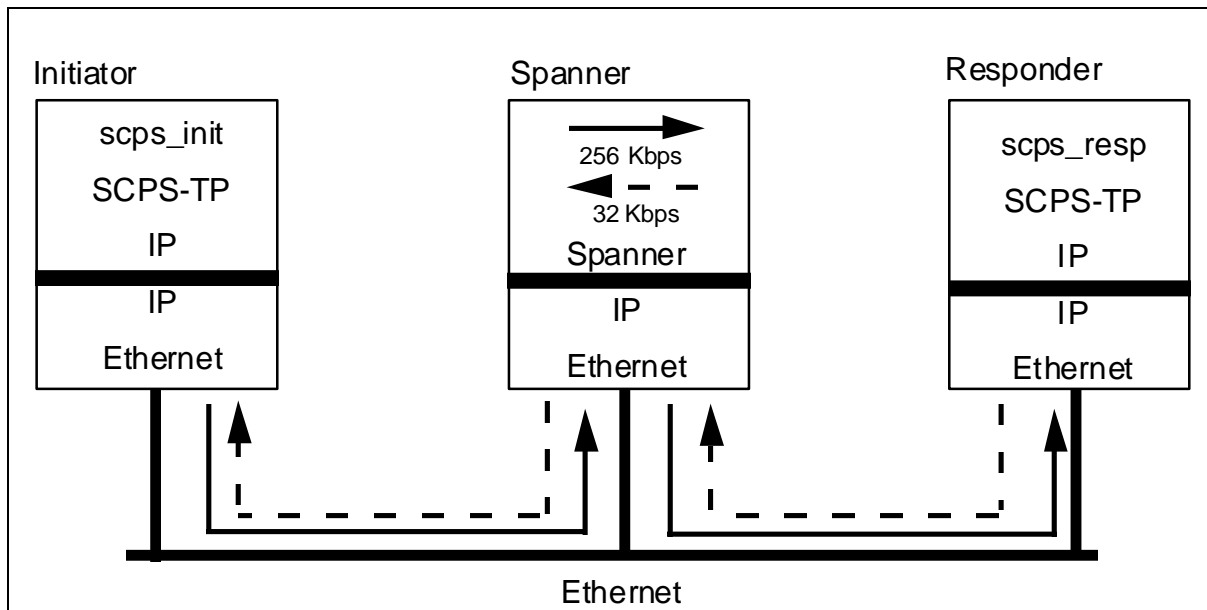 Initiator
scps_init
SCPS-TP
IP
IP
Ethernet
Spanner
256 Kbps
32 Kbps
Spanner
IP
Ethernet
Responder
scps_resp
SCPS-TP
IP
IP
Ethernet
Ethernet